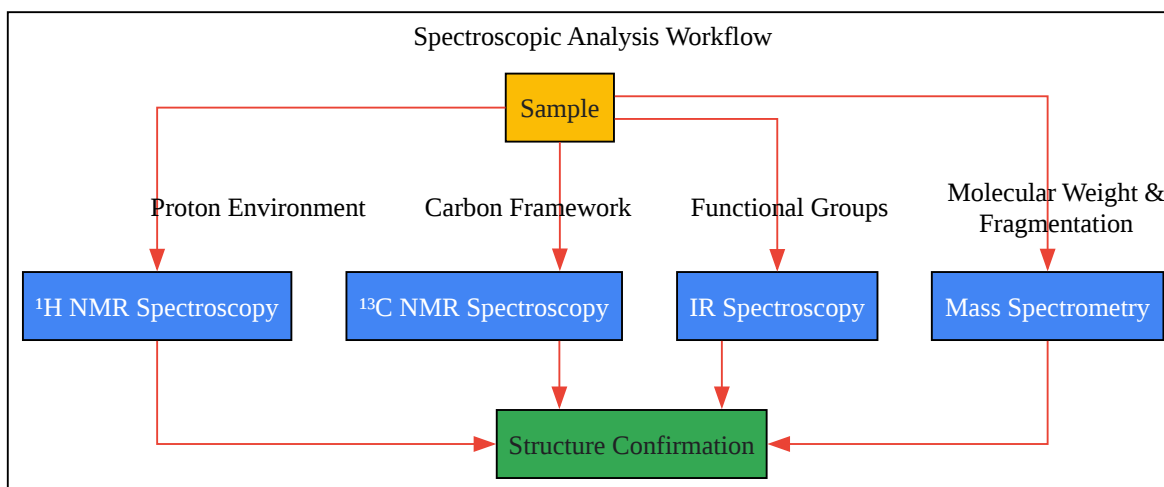 Spectroscopic Analysis Workflow
Sample
Proton Environment
Carbon Framework
Functional Groups
Molecular Weight &
Fragmentation
¹H NMR Spectroscopy
¹³C NMR Spectroscopy
IR Spectroscopy
Mass Spectrometry
Structure Confirmation